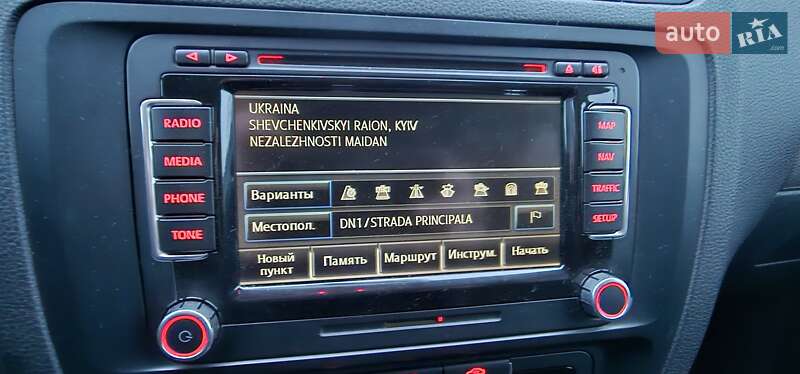 auto RIA .com
RADIO
MEDIA
PHONE
TONE
UKRAINA
SHEVCHENKIVSKYI RAION, KYIV
NEZALEZHNOSTI MAIDAN
Варианты
Местопол.
DN1/STRADA PRINCIPALA
Новый
пункт
Память
Маршрут
Инструм.
Начать
MAP
NAV
TRAFFIC
SETUP